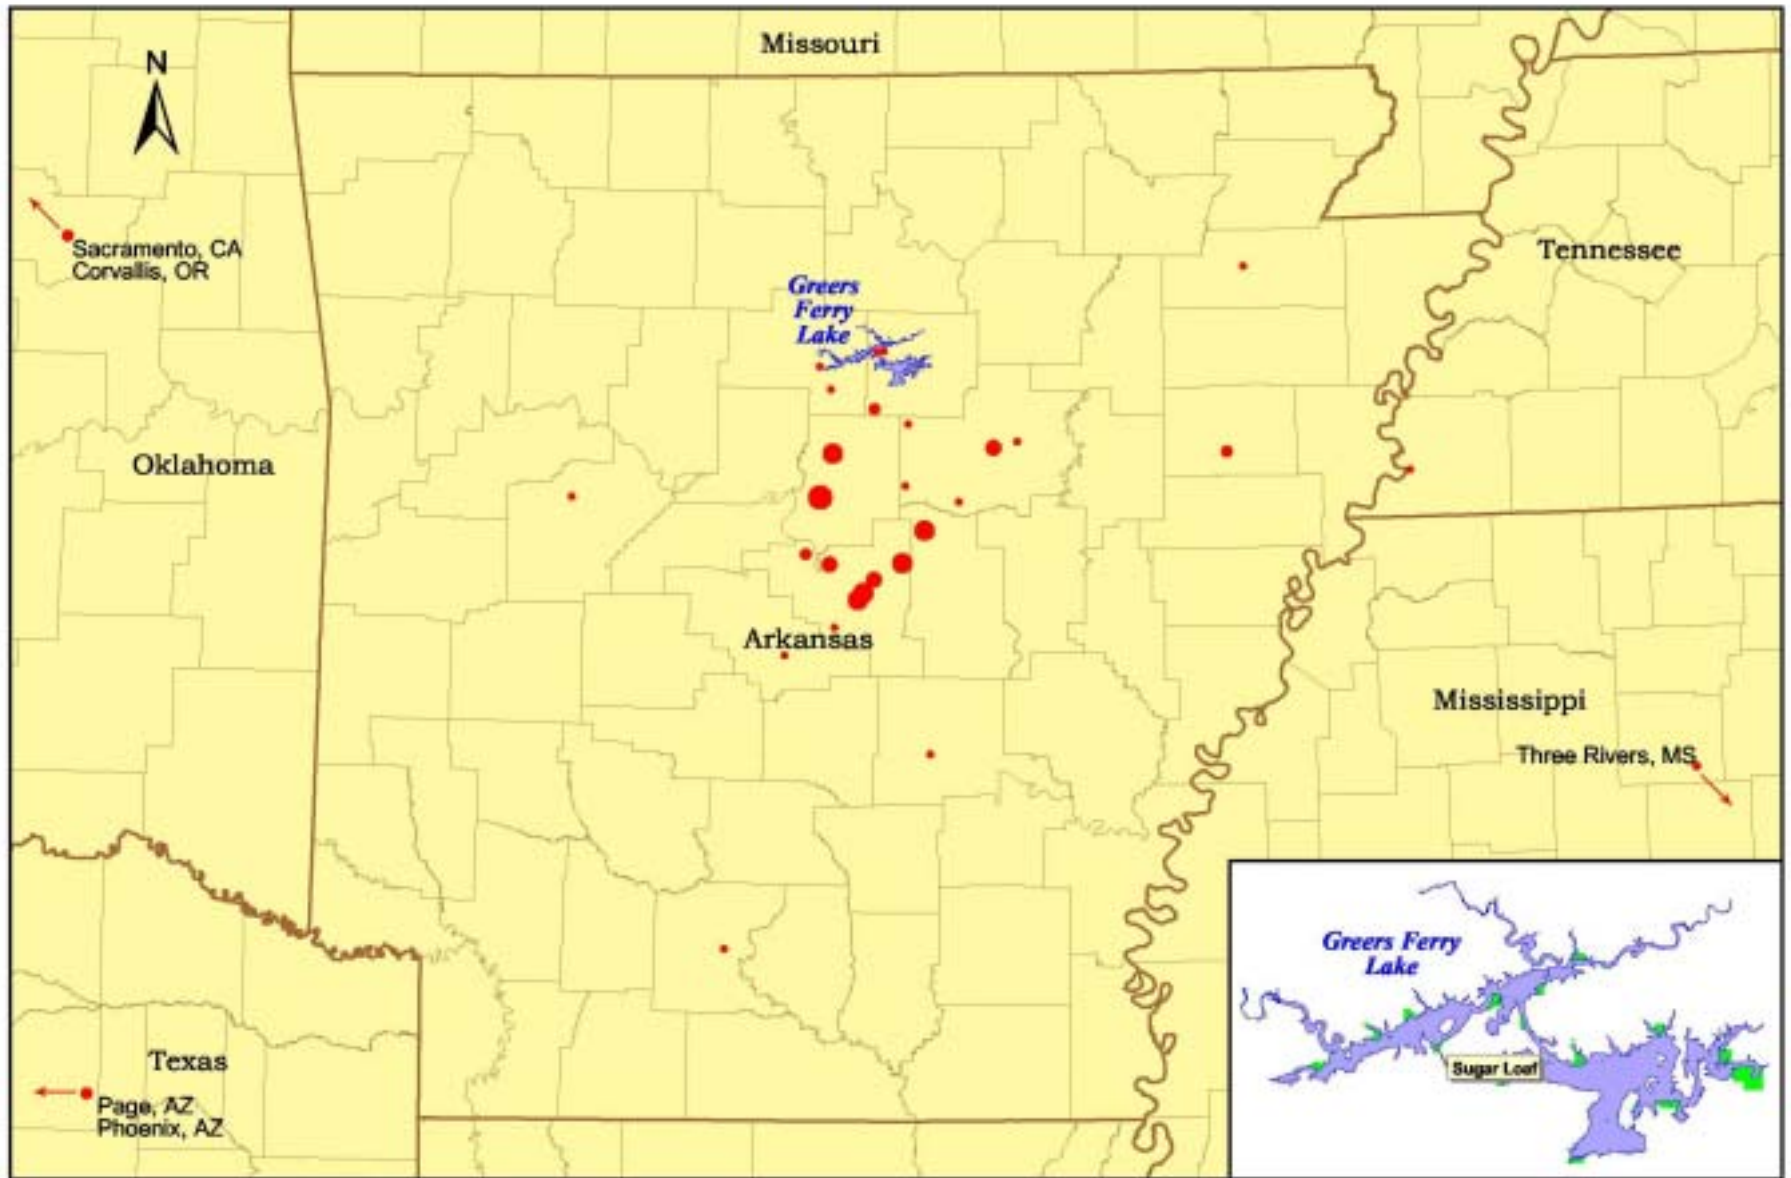 Missouri
N
Sacramento, CA
Corvallis, OR
Tennessee
Greers
Ferry
Lake
Oklahoma
Arkansas
Mississippi
Three Rivers, MS
Greers Ferry
Lake
Sugar Loaf
Texas
Page, AZ
Phoenix, AZ